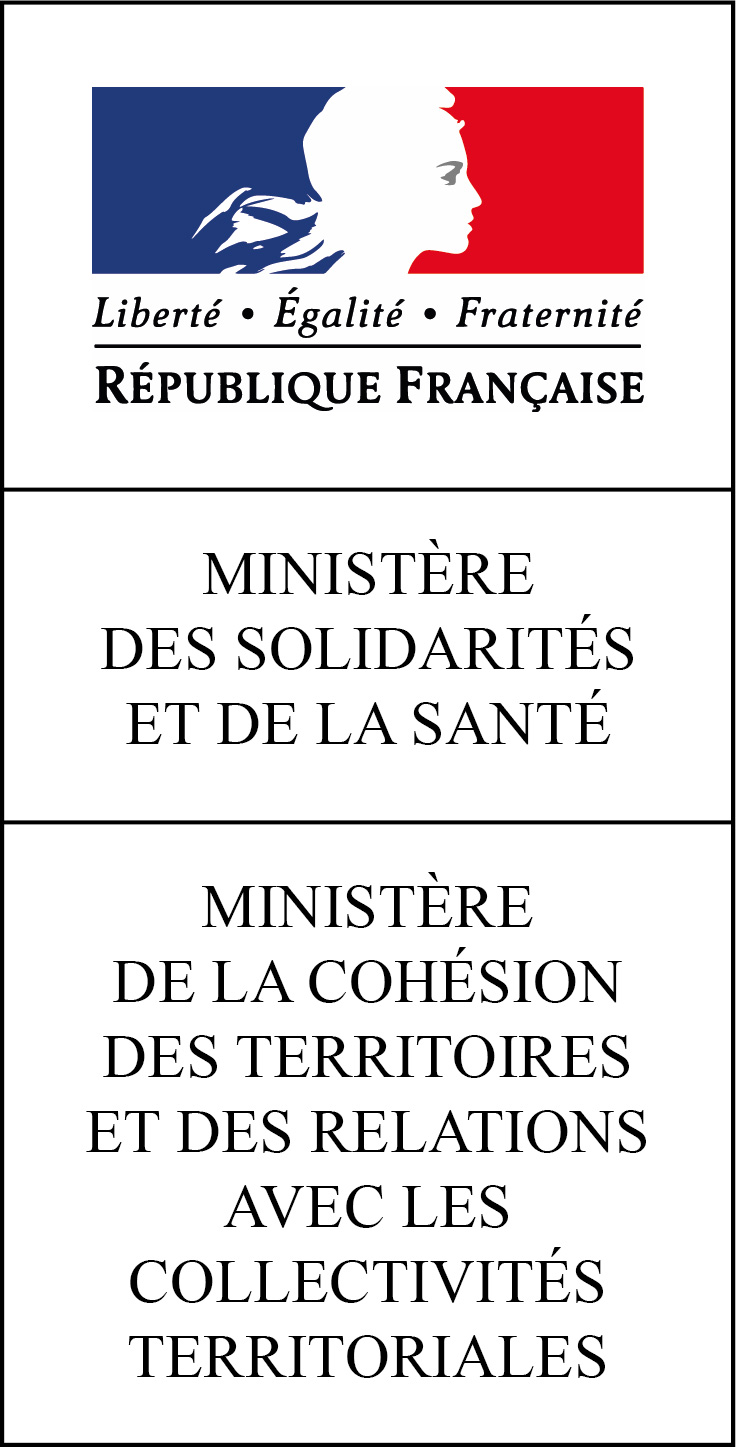 Liberté • Égalité • Fraternité
RÉPUBLIQUE FRANÇAISE
MINISTÈRE
DES SOLIDARITÉS
ET DE LA SANTÉ
MINISTÈRE
DE LA COHÉSION
DES TERRITOIRES
ET DES RELATIONS
AVEC LES
COLLECTIVITÉS
TERRITORIALES